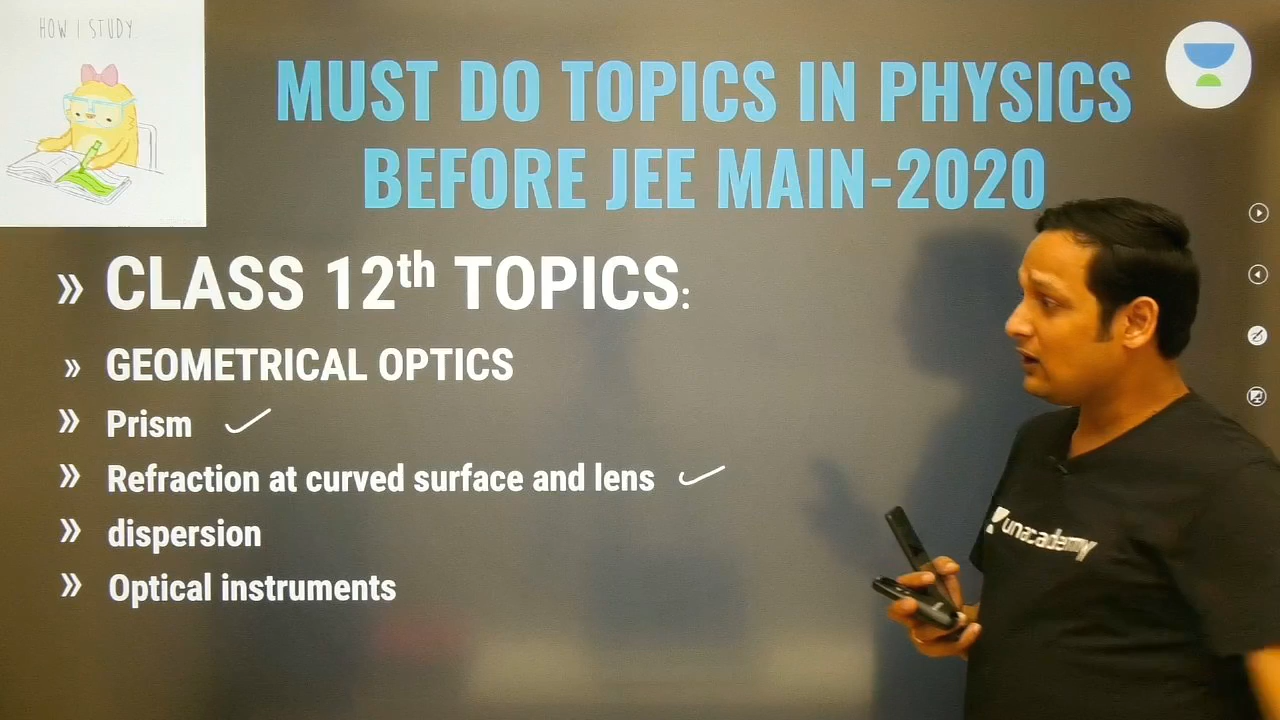 HOW I STUDY
MUST DO TOPICS IN PHYSICS
BEFORE JEE MAIN-2020
» CLASS 12th TOPICS:
» GEOMETRICAL OPTICS
» Prism
» Refraction at curved surface and lens
» dispersion
» Optical instruments
unacademy